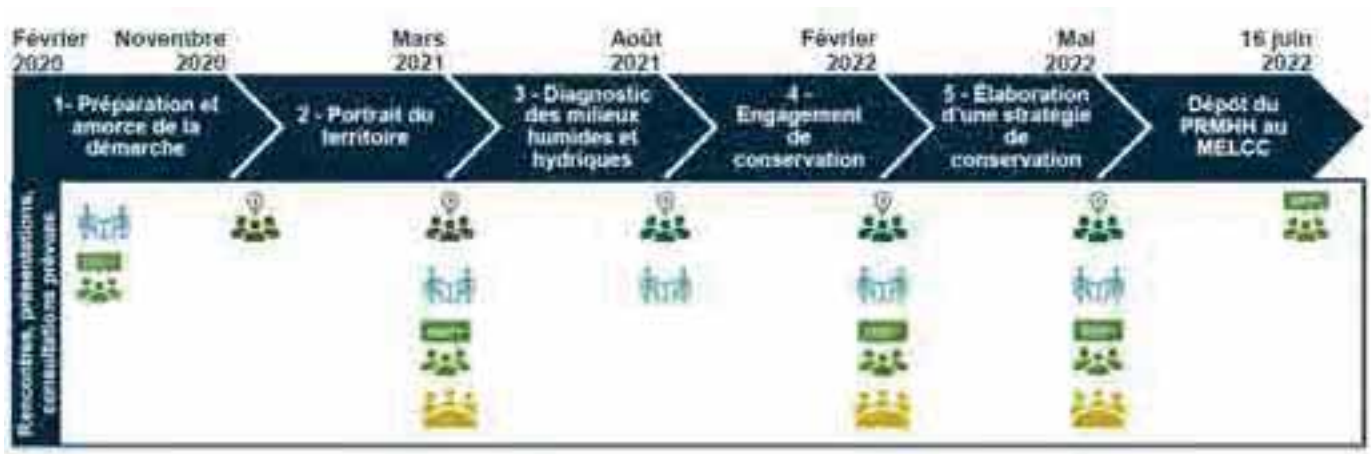 Février 2020
Novembre 2020
Mars 2021
Août 2021
Février 2022
Mai 2022
16 juin 2022
1- Préparation et
amorce de la
démarche
2 - Portrait du
territoire
3 - Diagnostic
des milieux
humides et
hydriques
4 -
Engagement
de
conservation
5 - Élaboration
d'une stratégie
de
conservation
Dépôt du
PRMHH au
MELCC
Rencontres, présentations,
consultations prévues